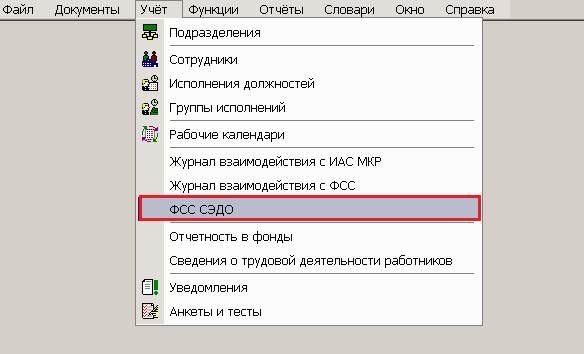 Файл Документы Учёт Функции Отчёты Словари Окно Справка
Подразделения
Сотрудники
Исполнения должностей
Группы исполнений
Рабочие календари
Журнал взаимодействия с ИАС МКР
Журнал взаимодействия с ФСС
ФСС СЭДО
Отчетность в фонды
Сведения о трудовой деятельности работников
Уведомления
Анкеты и тесты